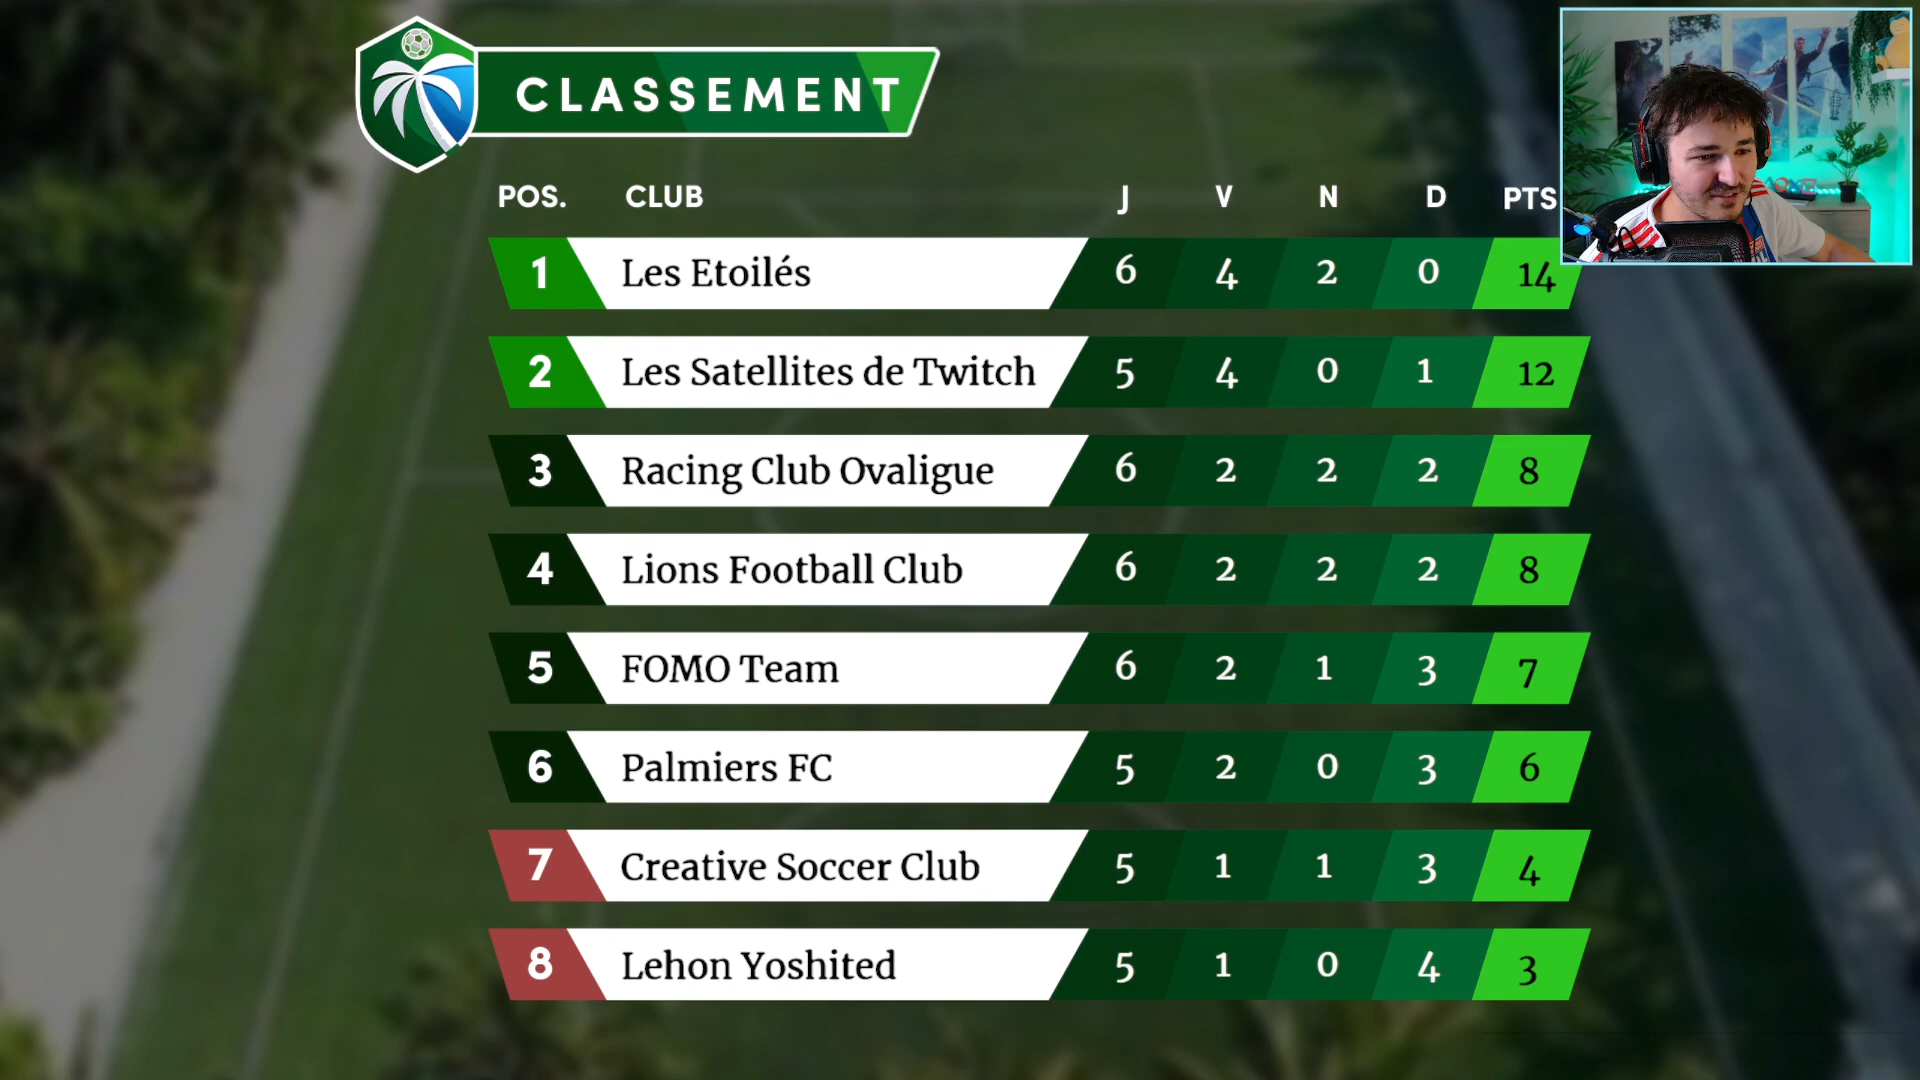 CLASSEMENT
POS. CLUB J V N D PTS
1 Les Etoilés 6 4 2 0 14
2 Les Satellites de Twitch 5 4 0 1 12
3 Racing Club Ovaligue 6 2 2 2 8
4 Lions Football Club 6 2 2 2 8
5 FOMO Team 6 2 1 3 7
6 Palmiers FC 5 2 0 3 6
7 Creative Soccer Club 5 1 1 3 4
8 Lehon Yoshited 5 1 0 4 3